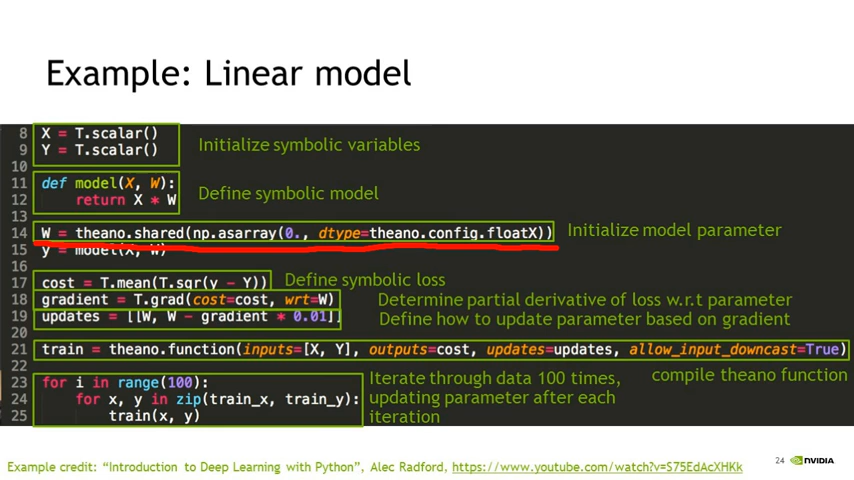 Example: Linear model
8 X = T.scalar()
9 Y = T.scalar()
Initialize symbolic variables
10
11 def model(X, W):
12 return X * W
Define symbolic model
13
14 W = theano.shared(np.asarray(0., dtype=theano.config.floatX))
Initialize model parameter
15 y = model(X, W)
16
17 cost = T.mean(T.sqr(y - Y))
Define symbolic loss
18 gradient = T.grad(cost=cost, wrt=W)
Determine partial derivative of loss w.r.t parameter
19 updates = [[W, W - gradient * 0.01]]
Define how to update parameter based on gradient
20
21 train = theano.function(inputs=[X, Y], outputs=cost, updates=updates, allow_input_downcast=True)
compile theano function
22
23 for i in range(100):
24 for x, y in zip(train_x, train_y):
25 train(x, y)
Iterate through data 100 times,
updating parameter after each
iteration
Example credit: “Introduction to Deep Learning with Python”, Alec Radford, https://www.youtube.com/watch?v=S75EdAcXHKk
24 NVIDIA